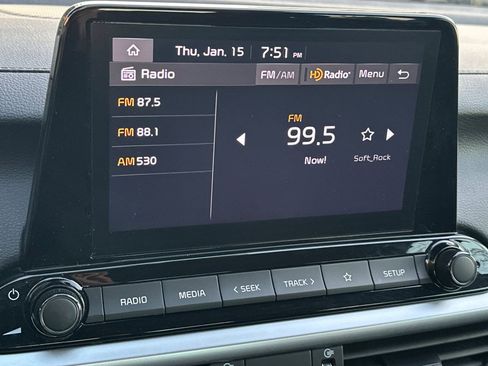 Thu, Jan. 15 7:51 PM
Radio FM/AM HD Radio Menu
FM 87.5
FM 88.1
AM 530
FM
99.5
Now!
Soft_Rock
RADIO MEDIA < SEEK TRACK > SETUP